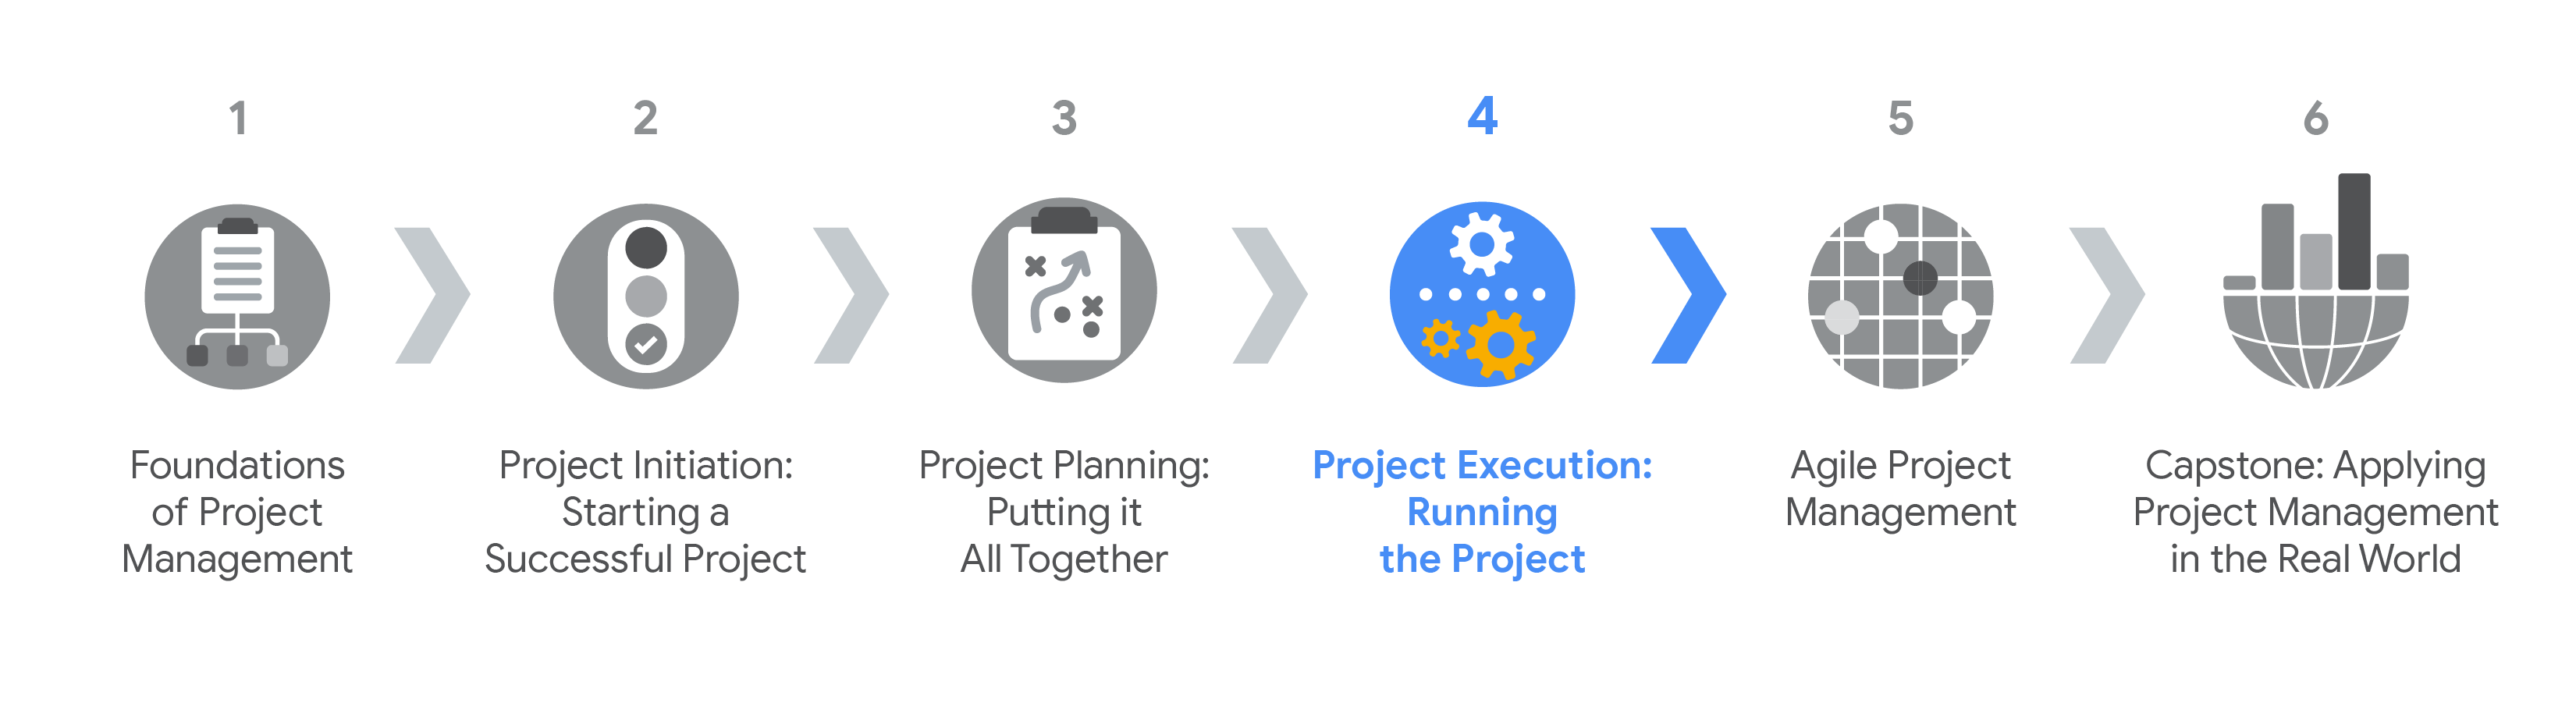 1
2
3
4
5
6
Foundations
of Project
Management
Project Initiation:
Starting a
Successful Project
Project Planning:
Putting it
All Together
Project Execution:
Running
the Project
Agile Project
Management
Capstone: Applying
Project Management
in the Real World